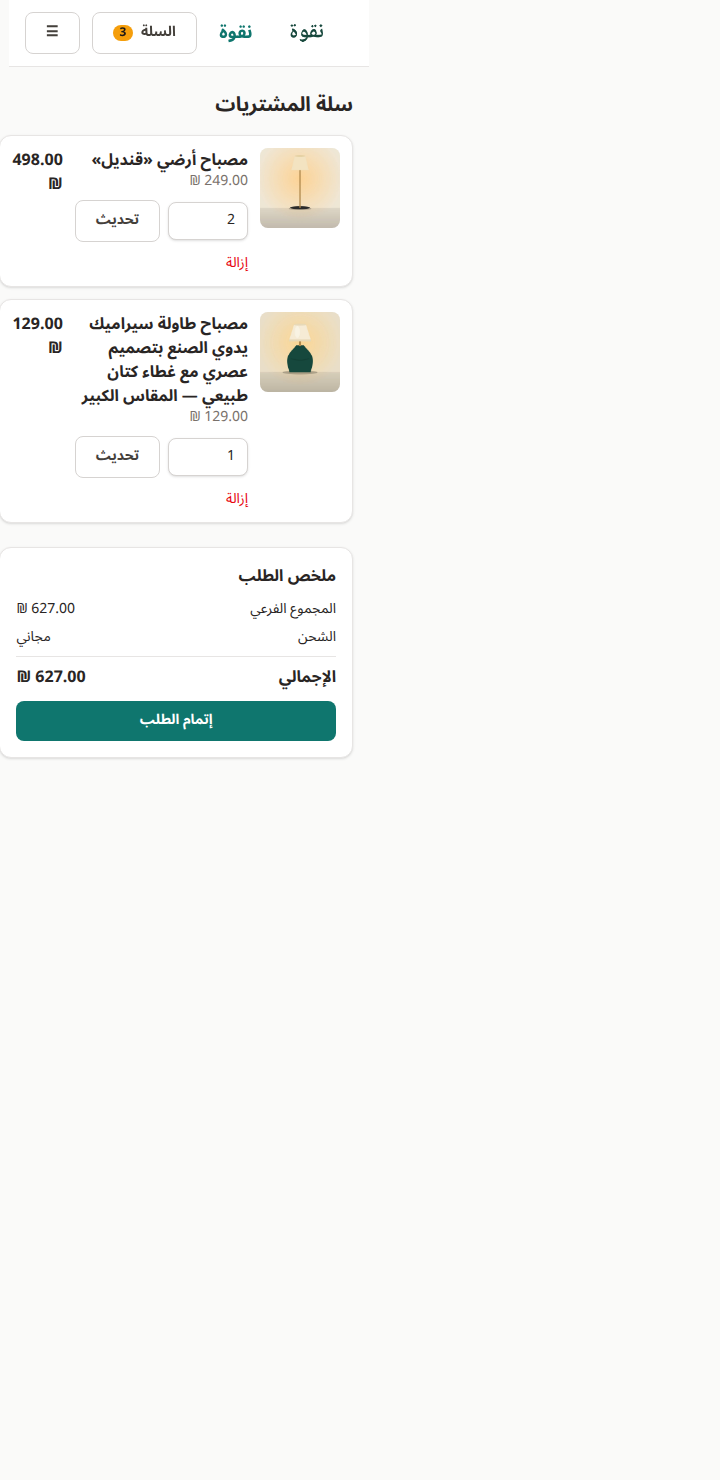 نقوة
نقوة
السلة 3
☰
سلة المشتريات
مصباح أرضي «قنديل»
249.00 ₪
2
تحديث
إزالة
498.00
₪
مصباح طاولة سيراميك
يدوي الصنع بتصميم
عصري مع غطاء كتان
طبيعي — المقاس الكبير
129.00 ₪
1
تحديث
إزالة
129.00
₪
ملخص الطلب
المجموع الفرعي 627.00 ₪
الشحن مجاني
الإجمالي 627.00 ₪
إتمام الطلب